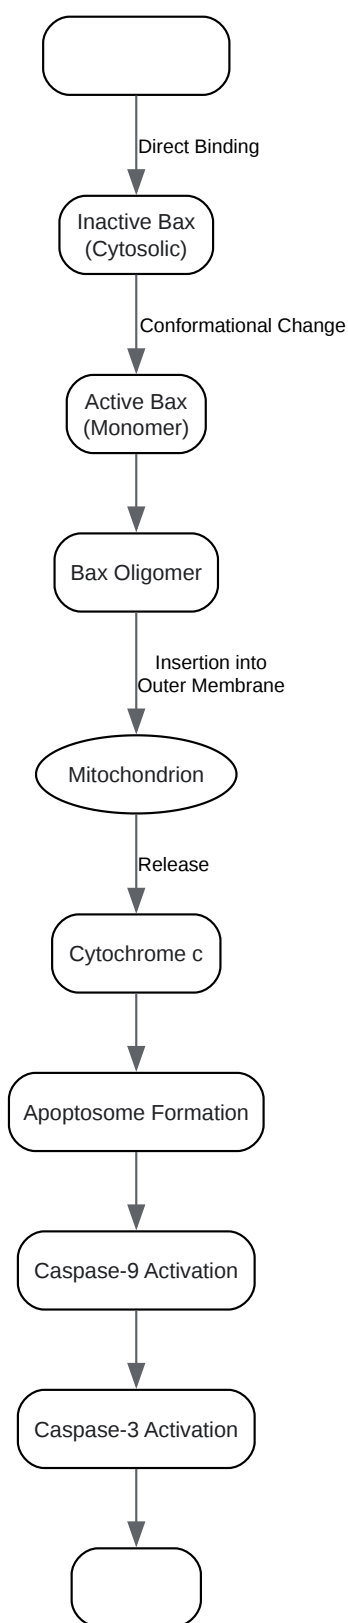 Direct Binding
Inactive Bax
(Cytosolic)
Conformational Change
Active Bax
(Monomer)
Bax Oligomer
Insertion into
Outer Membrane
Mitochondrion
Release
Cytochrome c
Apoptosome Formation
Caspase-9 Activation
Caspase-3 Activation